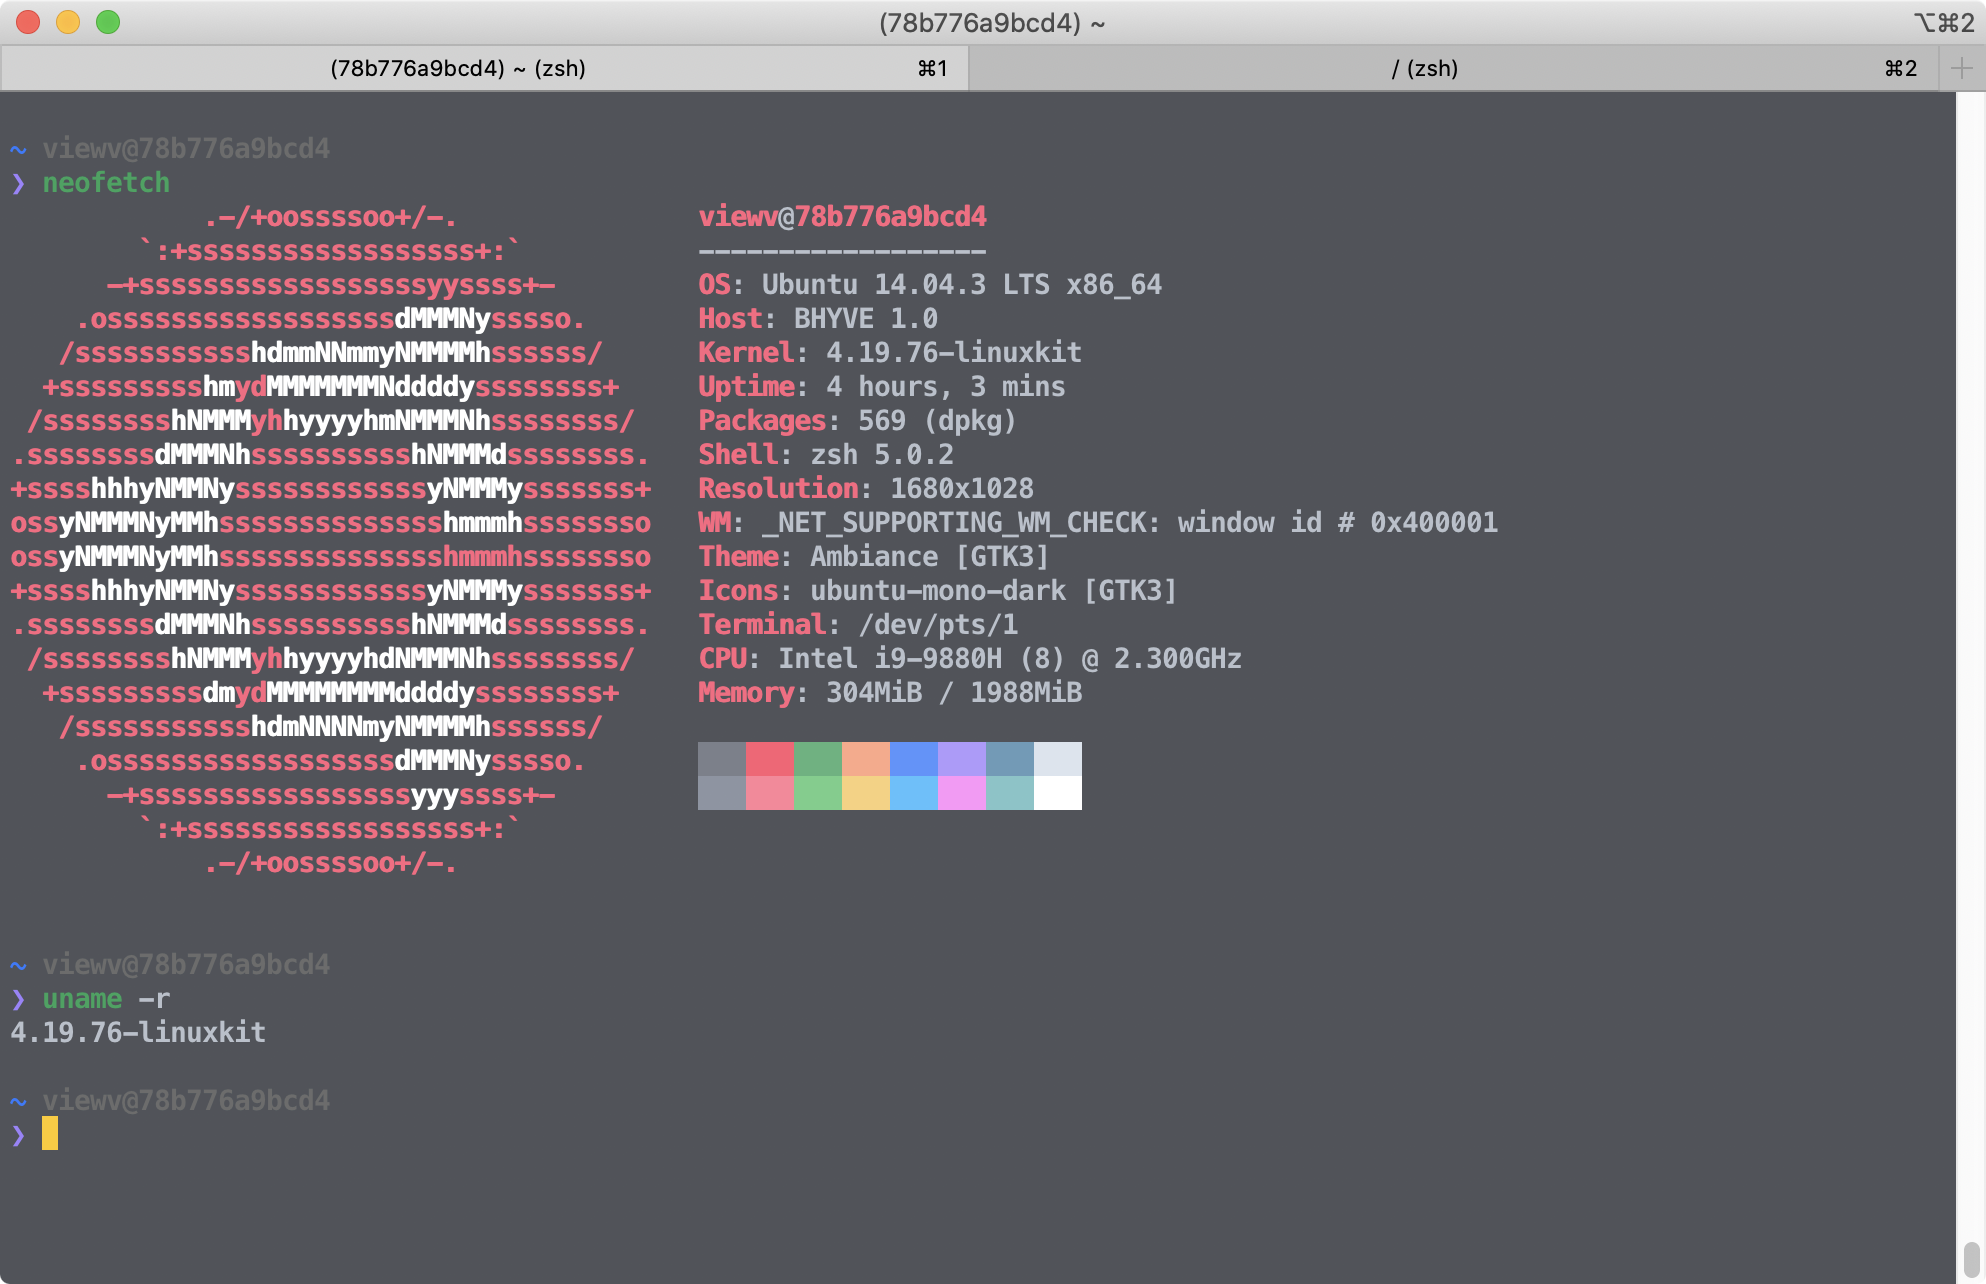 (78b776a9bcd4) ~ ⌥⌘2
(78b776a9bcd4) ~ (zsh) ⌘1 / (zsh) ⌘2 +
~ viewv@78b776a9bcd4
❯ neofetch
.-/+oossssoo+/-. viewv@78b776a9bcd4
`:+ssssssssssssssssss+:` ------------------
-+ssssssssssssssssssyyssss+- OS: Ubuntu 14.04.3 LTS x86_64
.ossssssssssssssssssdMMMNysssso. Host: BHYVE 1.0
/ssssssssssshdmmNNmmyNMMMMhssssss/ Kernel: 4.19.76-linuxkit
+ssssssssshmydMMMMMMMNddddyssssssss+ Uptime: 4 hours, 3 mins
/sssssssshNMMMyhhyyyyhmNMMMNhssssssss/ Packages: 569 (dpkg)
.ssssssssdMMMNhsssssssssshNMMMdssssssss. Shell: zsh 5.0.2
+sssshhhyNMMNyssssssssssssyNMMMysssssss+ Resolution: 1680x1028
ossyNMMMNyMMhsssssssssssssshmmmhssssssso WM: _NET_SUPPORTING_WM_CHECK: window id # 0x400001
ossyNMMMNyMMhsssssssssssssshmmmhssssssso Theme: Ambiance [GTK3]
+sssshhhyNMMNyssssssssssssyNMMMysssssss+ Icons: ubuntu-mono-dark [GTK3]
.ssssssssdMMMNhsssssssssshNMMMdssssssss. Terminal: /dev/pts/1
/sssssssshNMMMyhhyyyyhdNMMMNhssssssss/ CPU: Intel i9-9880H (8) @ 2.300GHz
+sssssssssdmydMMMMMMMMddddyssssssss+ Memory: 304MiB / 1988MiB
/ssssssssssshdmNNNNmyNMMMMhssssss/
.ossssssssssssssssssdMMMNysssso.
-+sssssssssssssssssyyyssss+-
`:+ssssssssssssssssss+:`
.-/+oossssoo+/-.
~ viewv@78b776a9bcd4
❯ uname -r
4.19.76-linuxkit
~ viewv@78b776a9bcd4
❯